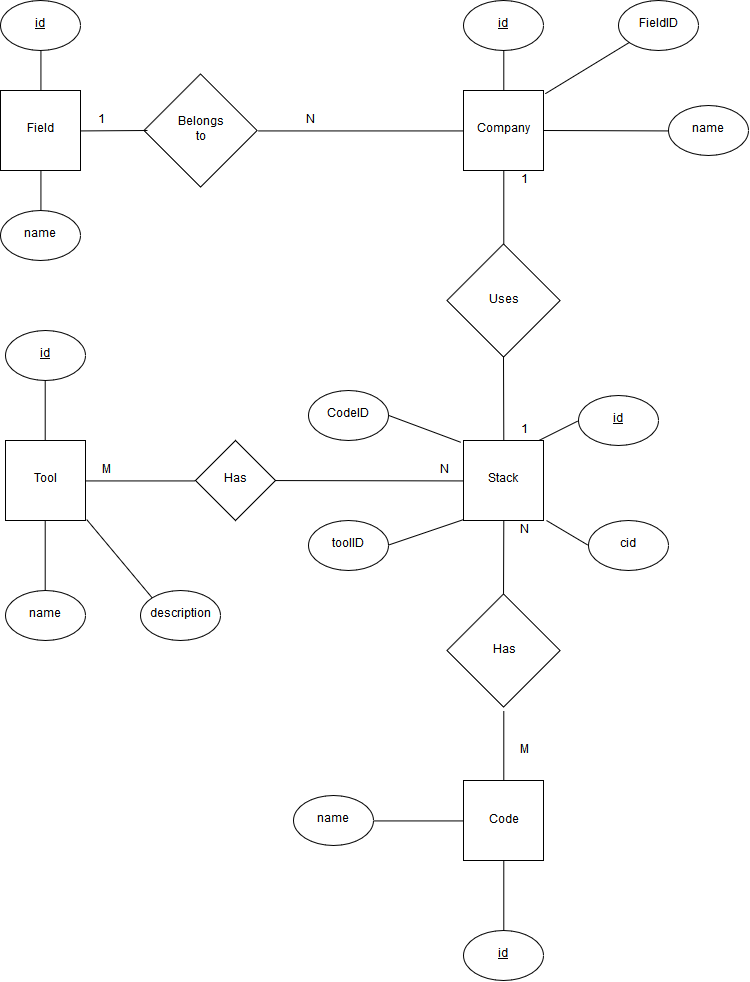 id
id
FieldID
Field
1
Belongs
to
N
Company
name
1
name
Uses
id
CodeID
1
id
Tool
M
Has
N
Stack
toolID
N
cid
name
description
Has
M
name
Code
id